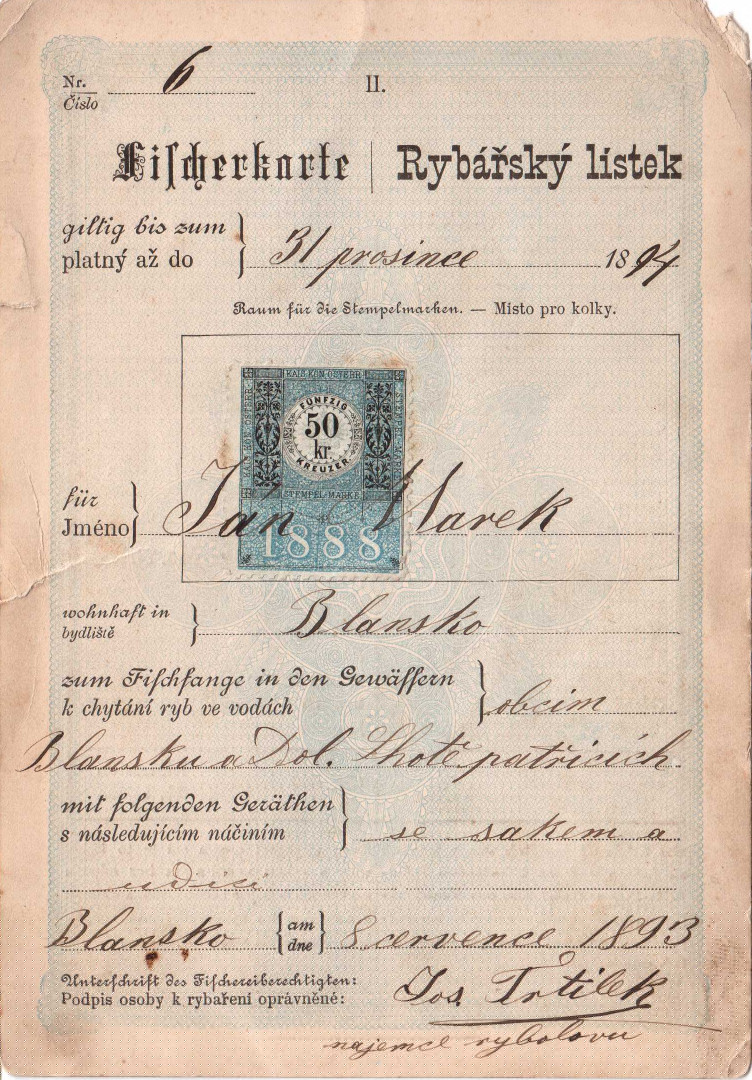 Nr. 6 II.
Číslo
Fischerkarte | Rybářský lístek
giltig bis zum
platný až do } 31 prosince 1894
Raum für die Stempelmarken. — Místo pro kolky.
KAIS. KÖN. ÖSTERR.
FÜNFZIG
50
kr.
KREUZER
STEMPEL-MARKE
1888
für
Jméno } Jan Marek
wohnhaft in
bydliště } Blansko
zum Fischfange in den Gewässern
k chytání ryb ve vodách } obcím
Blansku a Dol. Lhotě patřících
mit folgenden Geräthen
s následujícím náčiním } se sakem a
udicí
Blansko { am dne } 8 července 1893
Unterschrift des Fischereiberechtigten:
Podpis osoby k rybaření oprávněné: Jos. Trtílek
najemce rybolovu